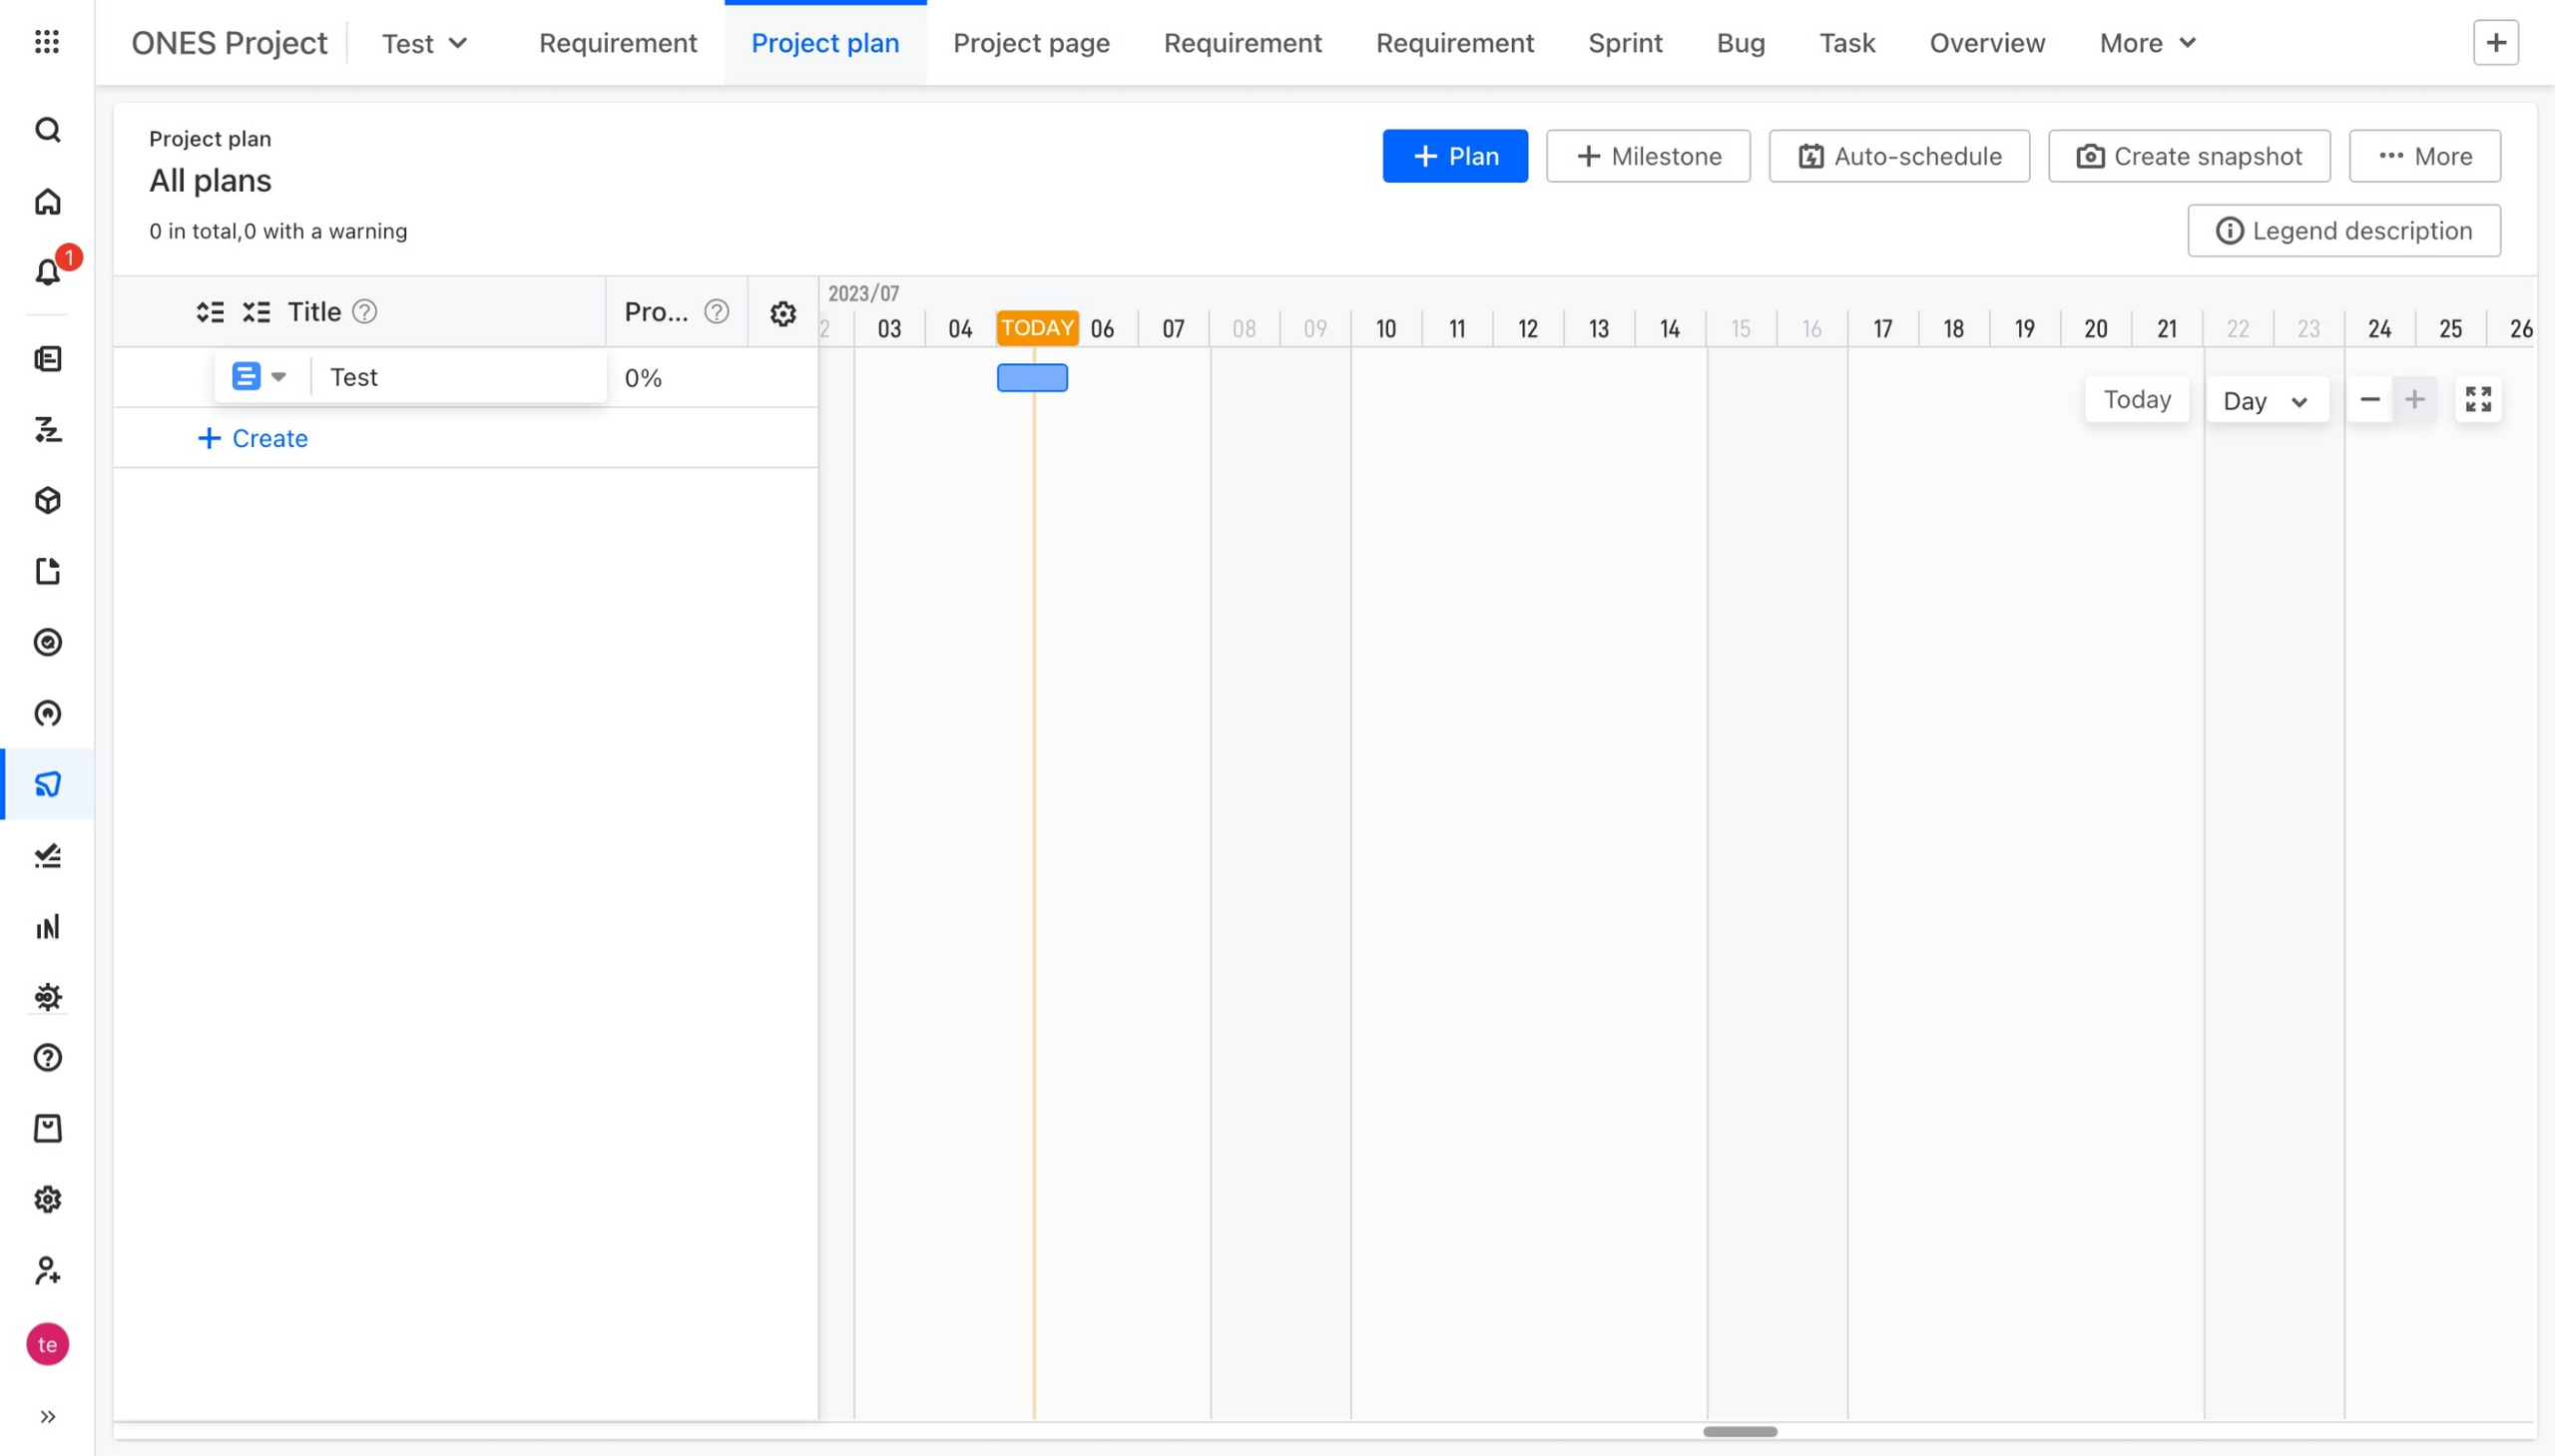 ONES Project Test Requirement Project plan Project page Requirement Requirement Sprint Bug Task Overview More
Project plan
All plans
0 in total,0 with a warning
Plan Milestone Auto-schedule Create snapshot More
Legend description
1
Title Pro...
2023/07
2 03 04 TODAY 06 07 08 09 10 11 12 13 14 15 16 17 18 19 20 21 22 23 24 25 26
Test 0%
Today Day
Create
te